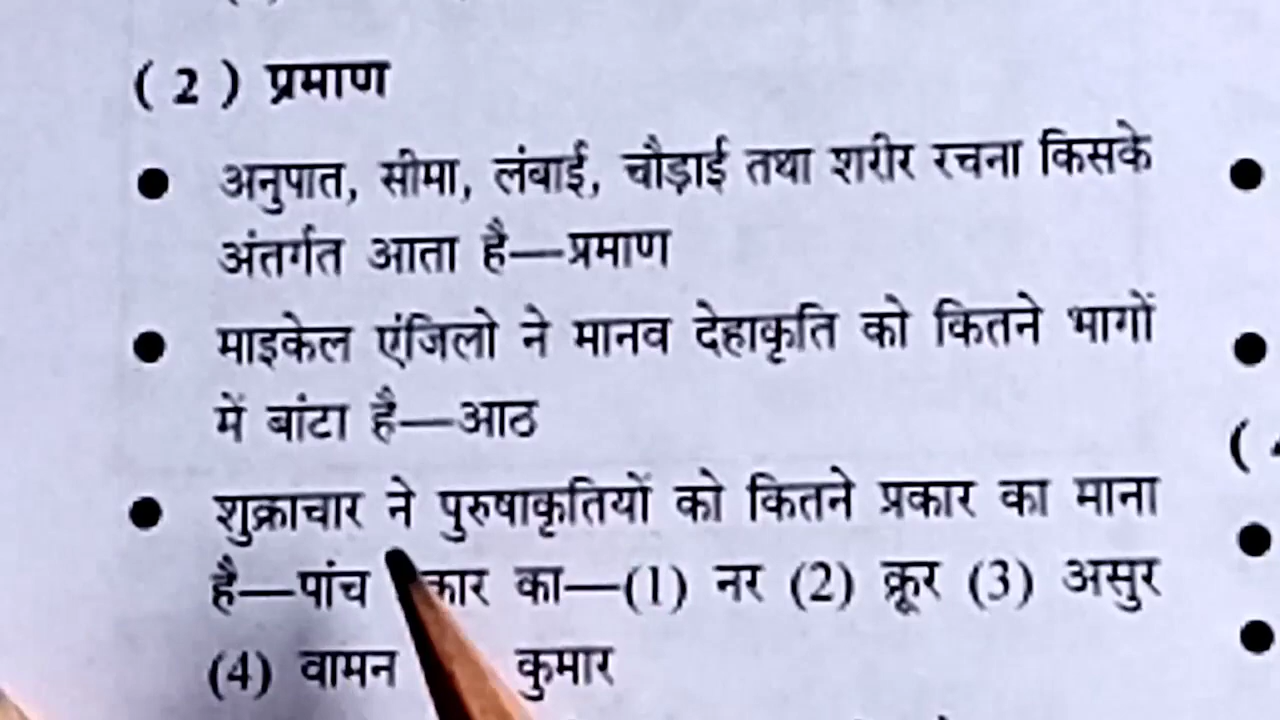 ( 2 ) प्रमाण
● अनुपात, सीमा, लंबाई, चौड़ाई तथा शरीर रचना किसके
अंतर्गत आता है—प्रमाण
● माइकेल एंजिलो ने मानव देहाकृति को कितने भागों
में बांटा है—आठ
● शुक्राचार ने पुरुषाकृतियों को कितने प्रकार का माना
है—पांच का—(1) नर (2) क्रूर (3) असुर
(4) वामन कुमार